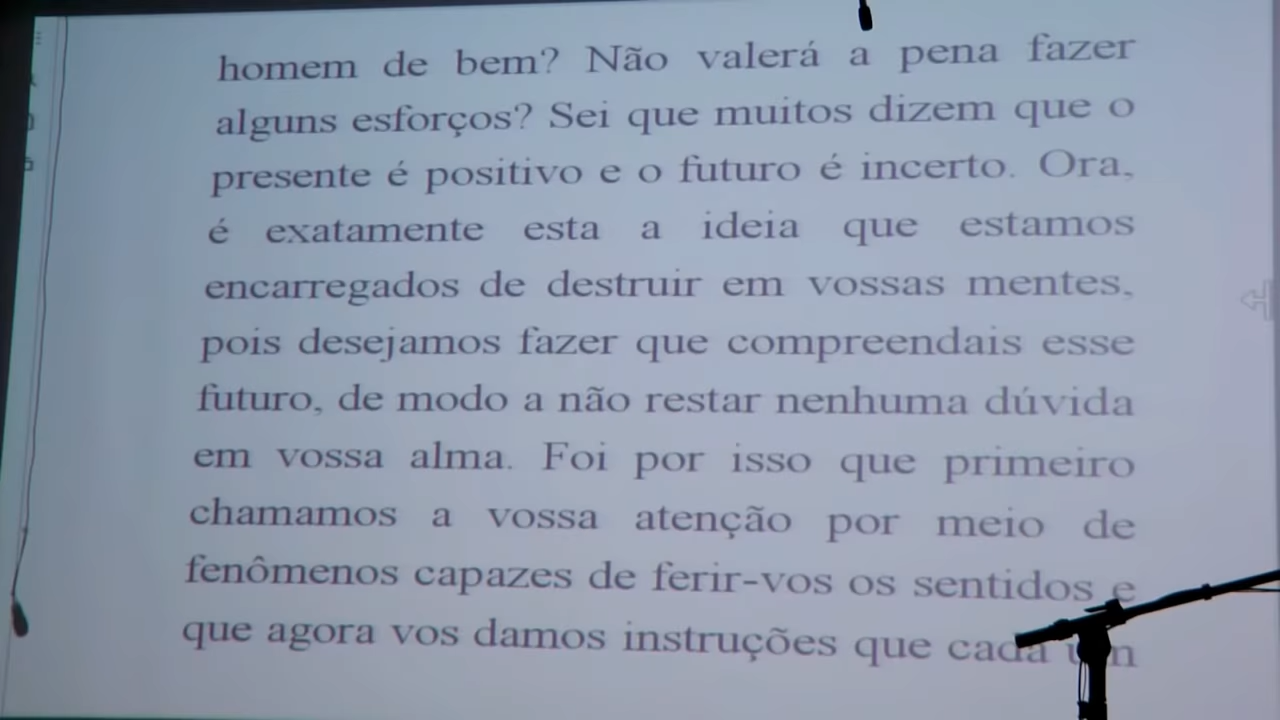 homem de bem? Não valerá a pena fazer
alguns esforços? Sei que muitos dizem que o
presente é positivo e o futuro é incerto. Ora,
é exatamente esta a ideia que estamos
encarregados de destruir em vossas mentes,
pois desejamos fazer que compreendais esse
futuro, de modo a não restar nenhuma dúvida
em vossa alma. Foi por isso que primeiro
chamamos a vossa atenção por meio de
fenômenos capazes de ferir-vos os sentidos e
que agora vos damos instruções que cada um